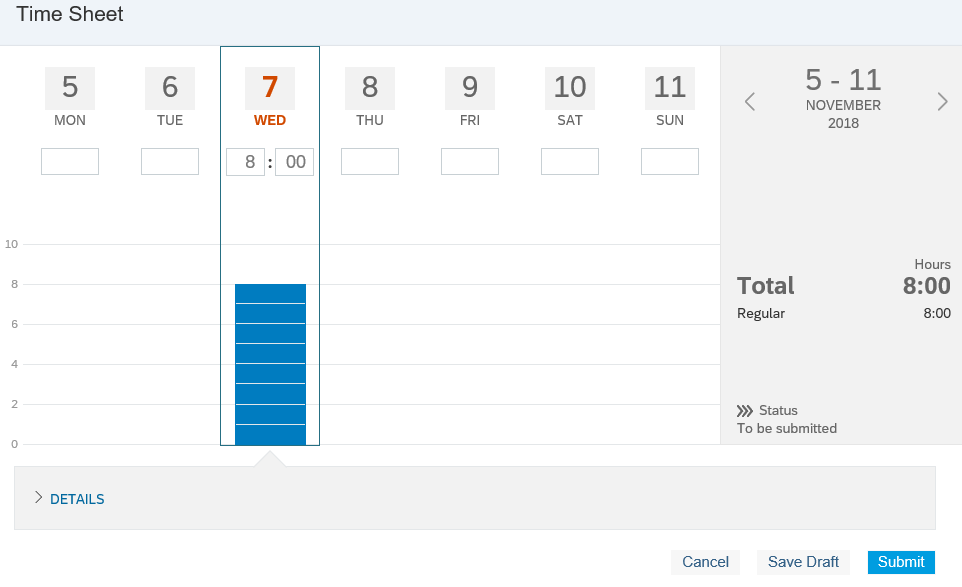 Time Sheet
5 6 7 8 9 10 11
MON TUE WED THU FRI SAT SUN
8 : 00
10
8
6
4
2
0
5 - 11
NOVEMBER
2018
Hours
Total 8:00
Regular 8:00
Status
To be submitted
DETAILS
Cancel Save Draft Submit